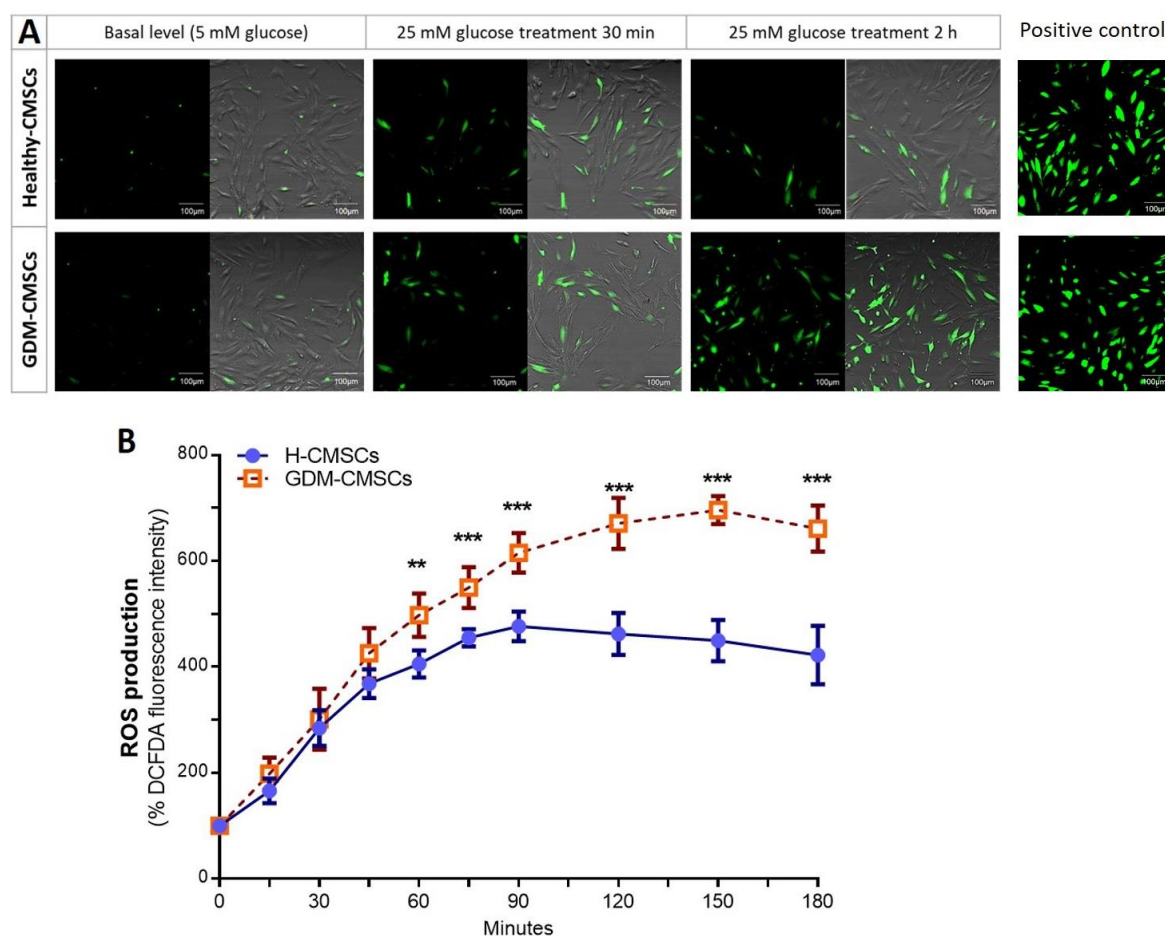 A
Basal level (5 mM glucose)
25 mM glucose treatment 30 min
25 mM glucose treatment 2 h
Positive control
Healthy-CMSCs
100µm
100µm
100µm
100µm
100µm
100µm
100µm
GDM-CMSCs
100µm
100µm
100µm
100µm
100µm
100µm
100µm
B
H-CMSCs
GDM-CMSCs
ROS production
(% DCFDA fluorescence intensity)
800
600
400
200
0
**
***
***
***
***
***
0 30 60 90 120 150 180
Minutes